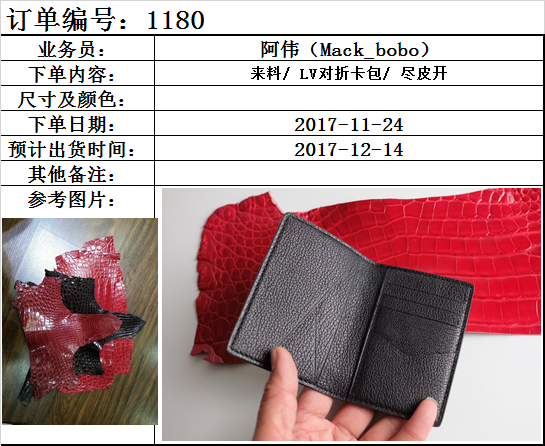 订单编号：1180
业务员： 阿伟（Mack_bobo）
下单内容： 来料/ LV对折卡包/ 尽皮开
尺寸及颜色：
下单日期： 2017-11-24
预计出货时间： 2017-12-14
其他备注：
参考图片：